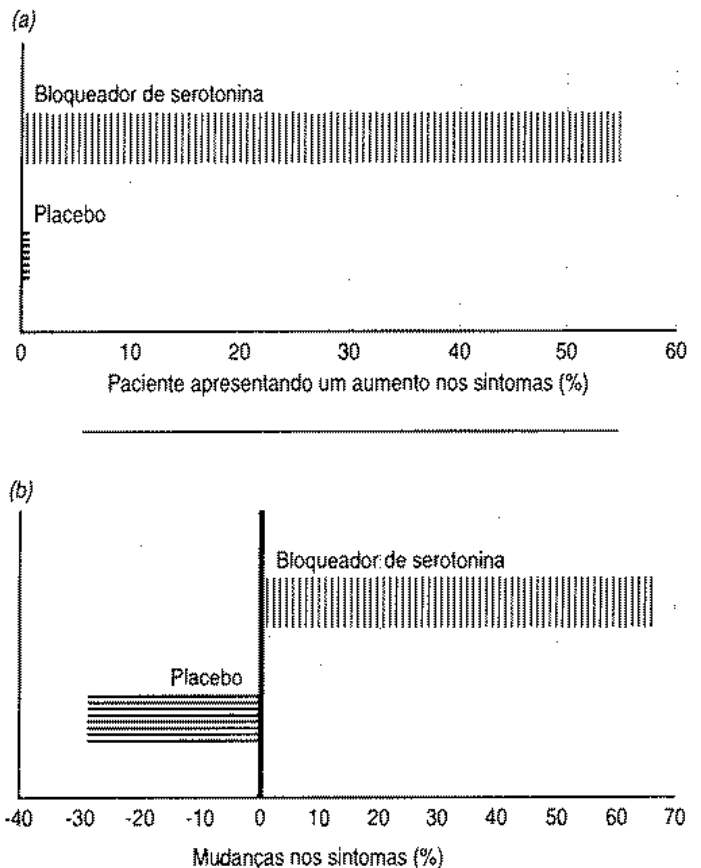 (a)
Bloqueador de serotonina
Placebo
0 10 20 30 40 50 60
Paciente apresentando um aumento nos sintomas (%)
(b)
Bloqueador de serotonina
Placebo
-40 -30 -20 -10 0 10 20 30 40 50 60 70
Mudanças nos sintomas (%)